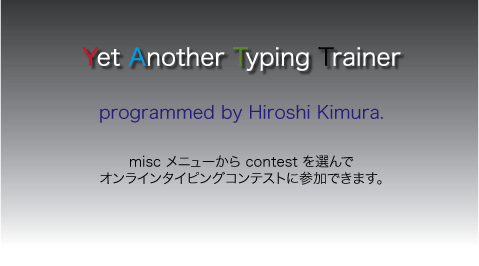 Yet Another Typing Trainer
programmed by Hiroshi Kimura.
misc メニューから contest を選んで
オンラインタイピングコンテストに参加できます。